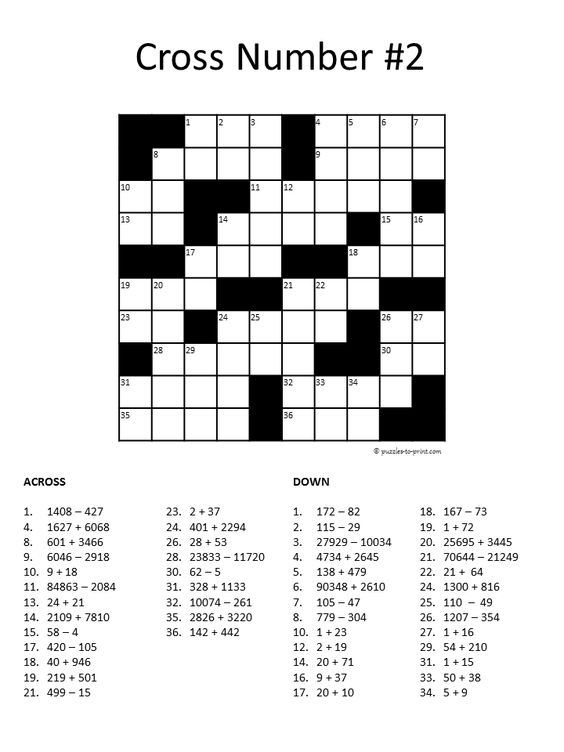 Cross Number #2
1 2 3 4 5 6 7
8 9
10 11 12
13 14 15 16
17 18
19 20 21 22
23 24 25 26 27
28 29 30
31 32 33 34
35 36
© puzzles-to-print.com
ACROSS
1. 1408 – 427
4. 1627 + 6068
8. 601 + 3466
9. 6046 – 2918
10. 9 + 18
11. 84863 – 2084
13. 24 + 21
14. 2109 + 7810
15. 58 – 4
17. 420 – 105
18. 40 + 946
19. 219 + 501
21. 499 – 15
23. 2 + 37
24. 401 + 2294
26. 28 + 53
28. 23833 – 11720
30. 62 – 5
31. 328 + 1133
32. 10074 – 261
35. 2826 + 3220
36. 142 + 442
DOWN
1. 172 – 82
2. 115 – 29
3. 27929 – 10034
4. 4734 + 2645
5. 138 + 479
6. 90348 + 2610
7. 105 – 47
8. 779 – 304
10. 1 + 23
12. 2 + 19
14. 20 + 71
16. 9 + 37
17. 20 + 10
18. 167 – 73
19. 1 + 72
20. 25695 + 3445
21. 70644 – 21249
22. 21 + 64
24. 1300 + 816
25. 110 – 49
26. 1207 – 354
27. 1 + 16
29. 54 + 210
31. 1 + 15
33. 50 + 38
34. 5 + 9